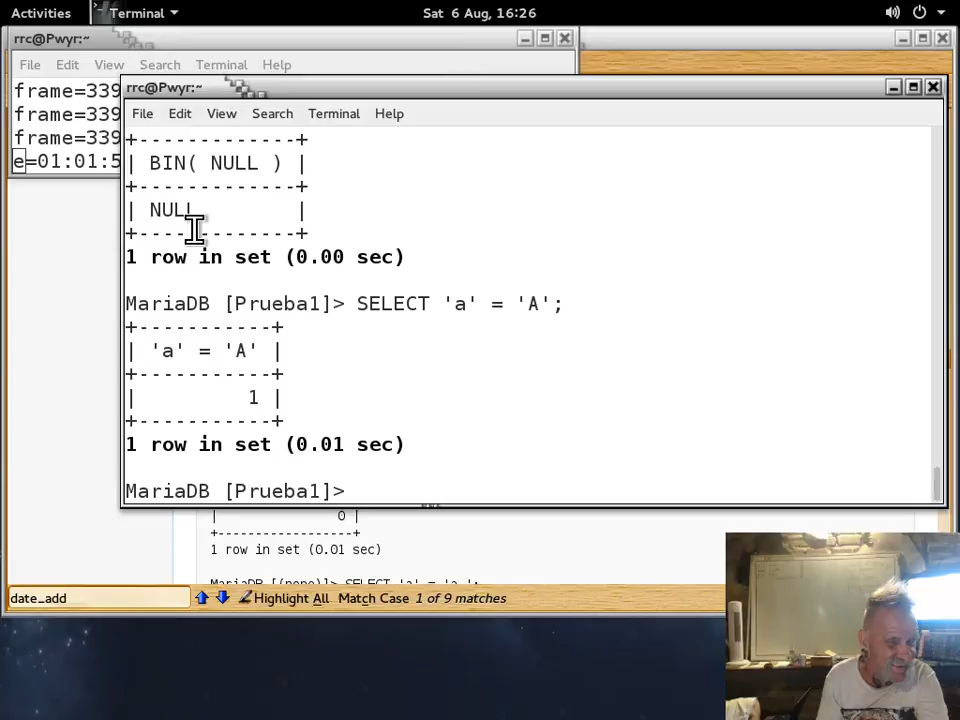 Activities Terminal Sat 6 Aug, 16:26
rrc@Pwyr:~
File Edit View Search Terminal Help
frame=339
frame=339
frame=339
e=01:01:5
rrc@Pwyr:~
File Edit View Search Terminal Help
+-------------+
| BIN( NULL ) |
+-------------+
| NULL |
+-------------+
1 row in set (0.00 sec)
MariaDB [Prueba1]> SELECT 'a' = 'A';
+-----------+
| 'a' = 'A' |
+-----------+
| 1 |
+-----------+
1 row in set (0.01 sec)
MariaDB [Prueba1]>
| 0 |
+------------------+
1 row in set (0.01 sec)
MariaDB [(none)]> SELECT 'a' = 'a ';
date_add Highlight All Match Case 1 of 9 matches